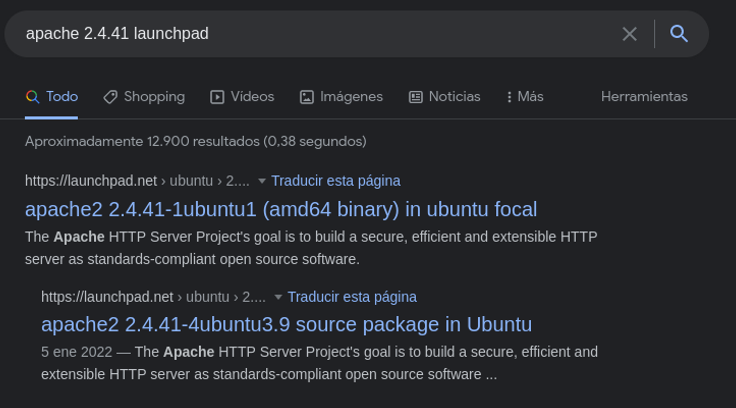 apache 2.4.41 launchpad
Todo Shopping Vídeos Imágenes Noticias Más Herramientas
Aproximadamente 12.900 resultados (0,38 segundos)
https://launchpad.net › ubuntu › 2.... Traducir esta página
apache2 2.4.41-1ubuntu1 (amd64 binary) in ubuntu focal
The Apache HTTP Server Project's goal is to build a secure, efficient and extensible HTTP
server as standards-compliant open source software.
https://launchpad.net › ubuntu › 2.... Traducir esta página
apache2 2.4.41-4ubuntu3.9 source package in Ubuntu
5 ene 2022 — The Apache HTTP Server Project's goal is to build a secure, efficient and
extensible HTTP server as standards-compliant open source software ...